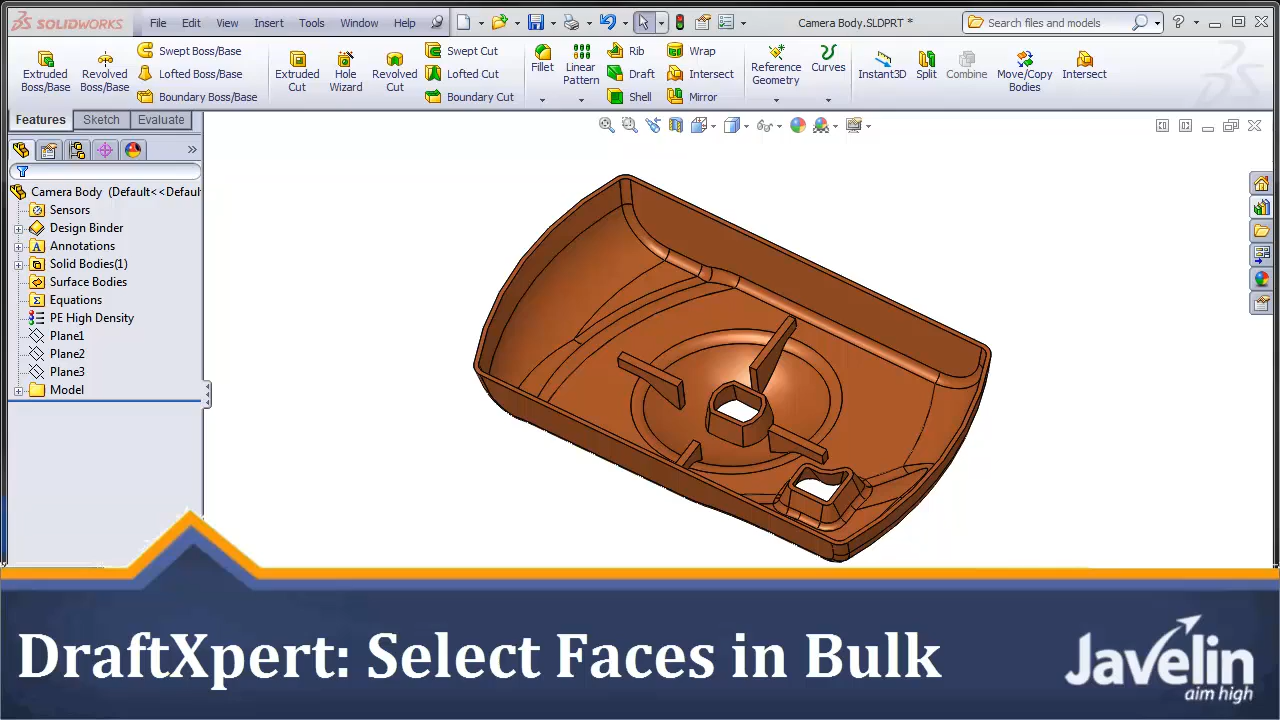 SOLIDWORKS File Edit View Insert Tools Window Help Camera Body.SLDPRT * Search files and models
Extruded Boss/Base
Revolved Boss/Base
Swept Boss/Base
Lofted Boss/Base
Boundary Boss/Base
Extruded Cut
Hole Wizard
Revolved Cut
Swept Cut
Lofted Cut
Boundary Cut
Fillet
Linear Pattern
Rib
Draft
Shell
Wrap
Intersect
Mirror
Reference Geometry
Curves
Instant3D
Split
Combine
Move/Copy Bodies
Intersect
Features Sketch Evaluate
Camera Body (Default<<Defaul
Sensors
Design Binder
Annotations
Solid Bodies(1)
Surface Bodies
Equations
PE High Density
Plane1
Plane2
Plane3
Model
DraftXpert: Select Faces in Bulk
Javelin
aim high